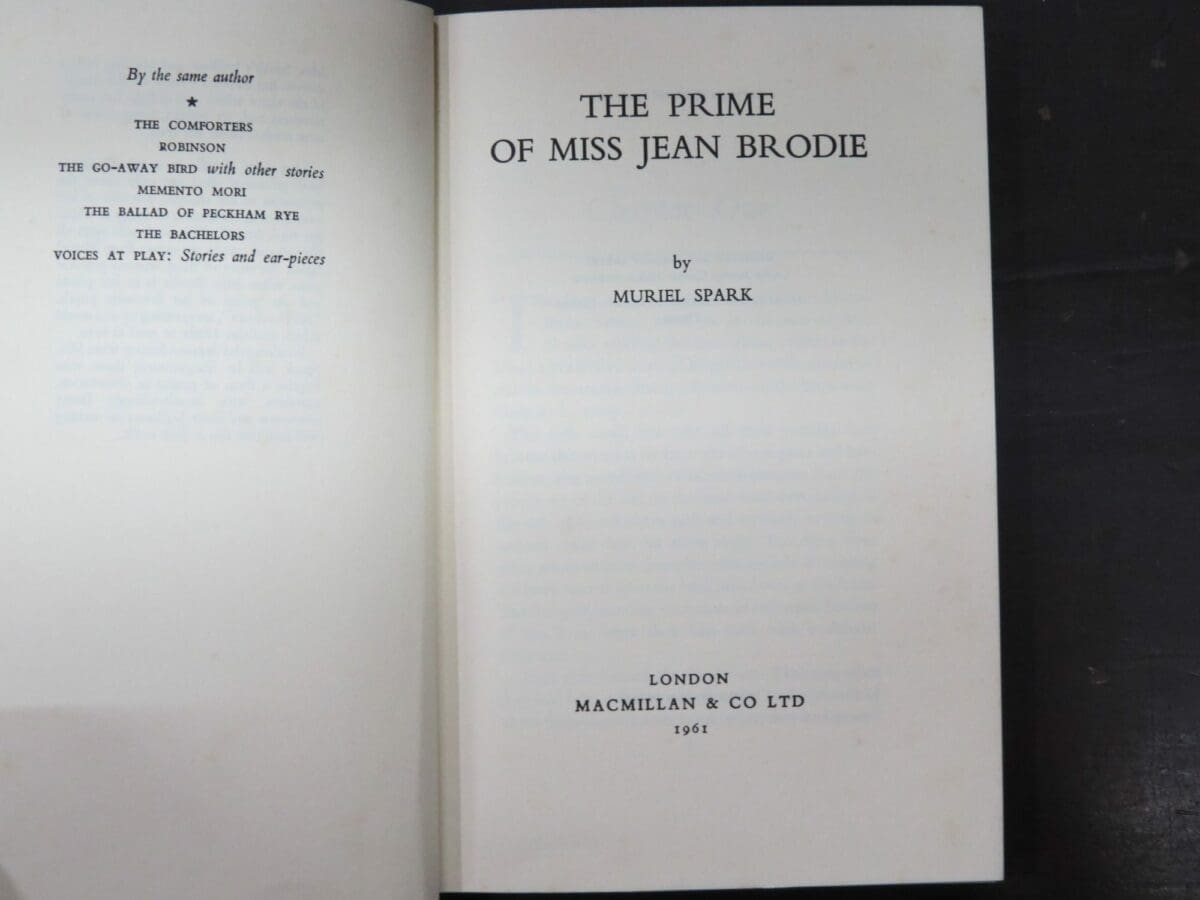 By the same author
★
THE COMFORTERS
ROBINSON
THE GO-AWAY BIRD with other stories
MEMENTO MORI
THE BALLAD OF PECKHAM RYE
THE BACHELORS
VOICES AT PLAY: Stories and ear-pieces
THE PRIME
OF MISS JEAN BRODIE
by
MURIEL SPARK
LONDON
MACMILLAN & CO LTD
1961